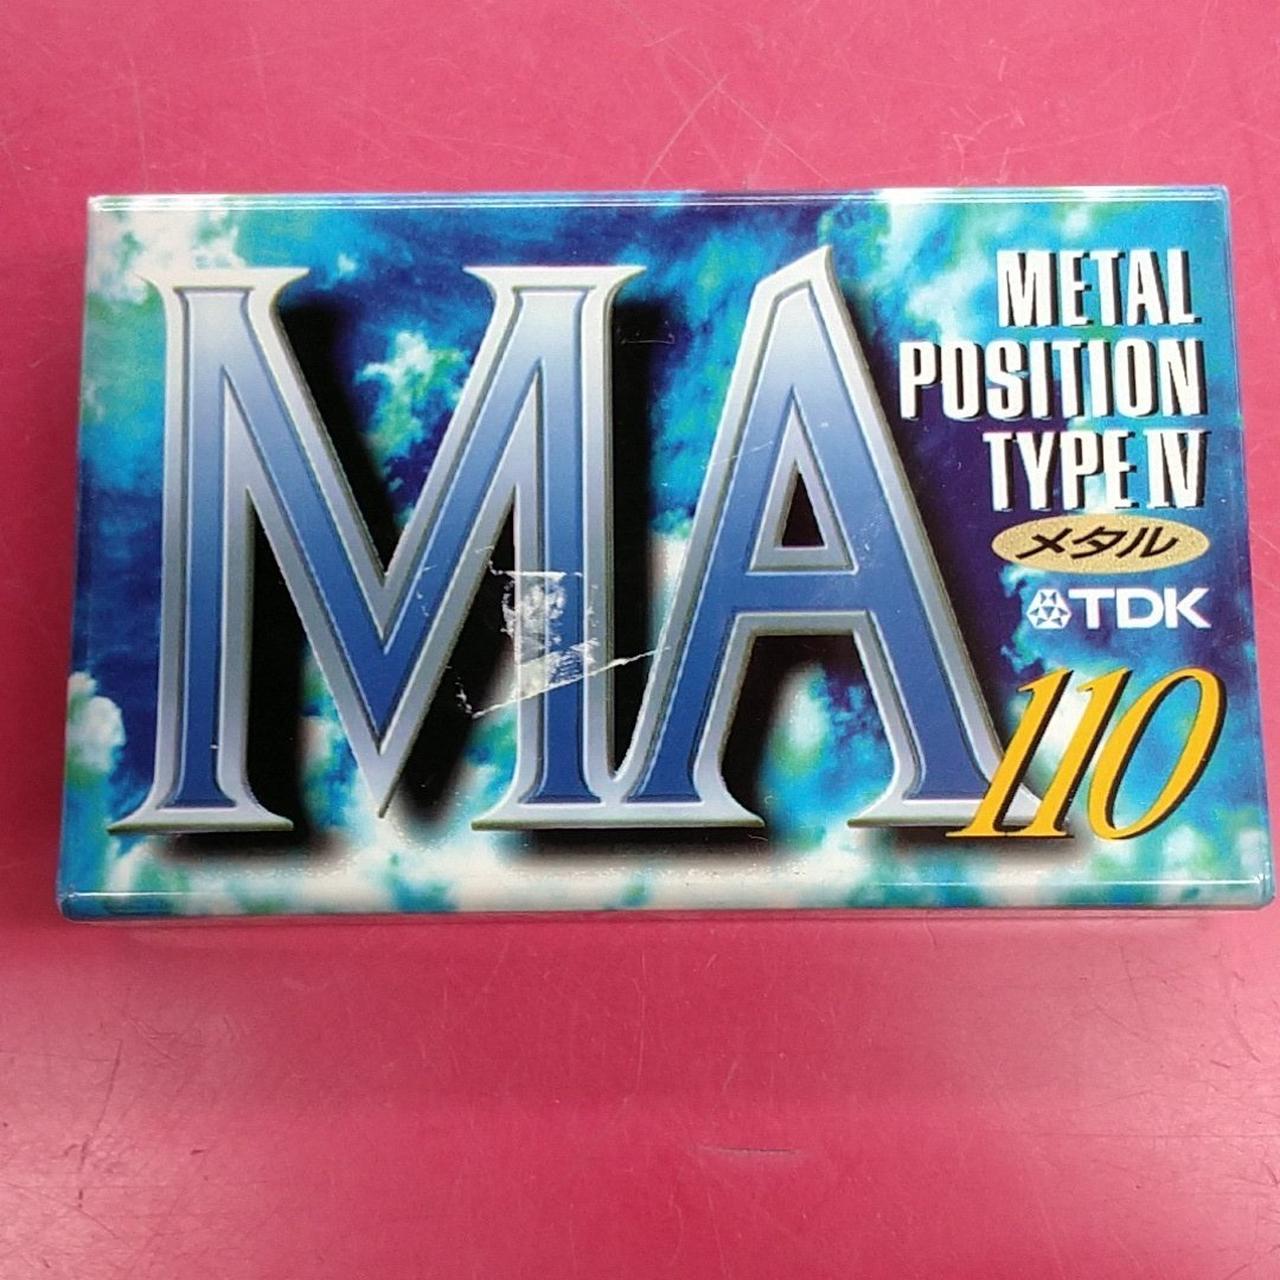 MA
METAL
POSITION
TYPE IV
メタル
TDK
110